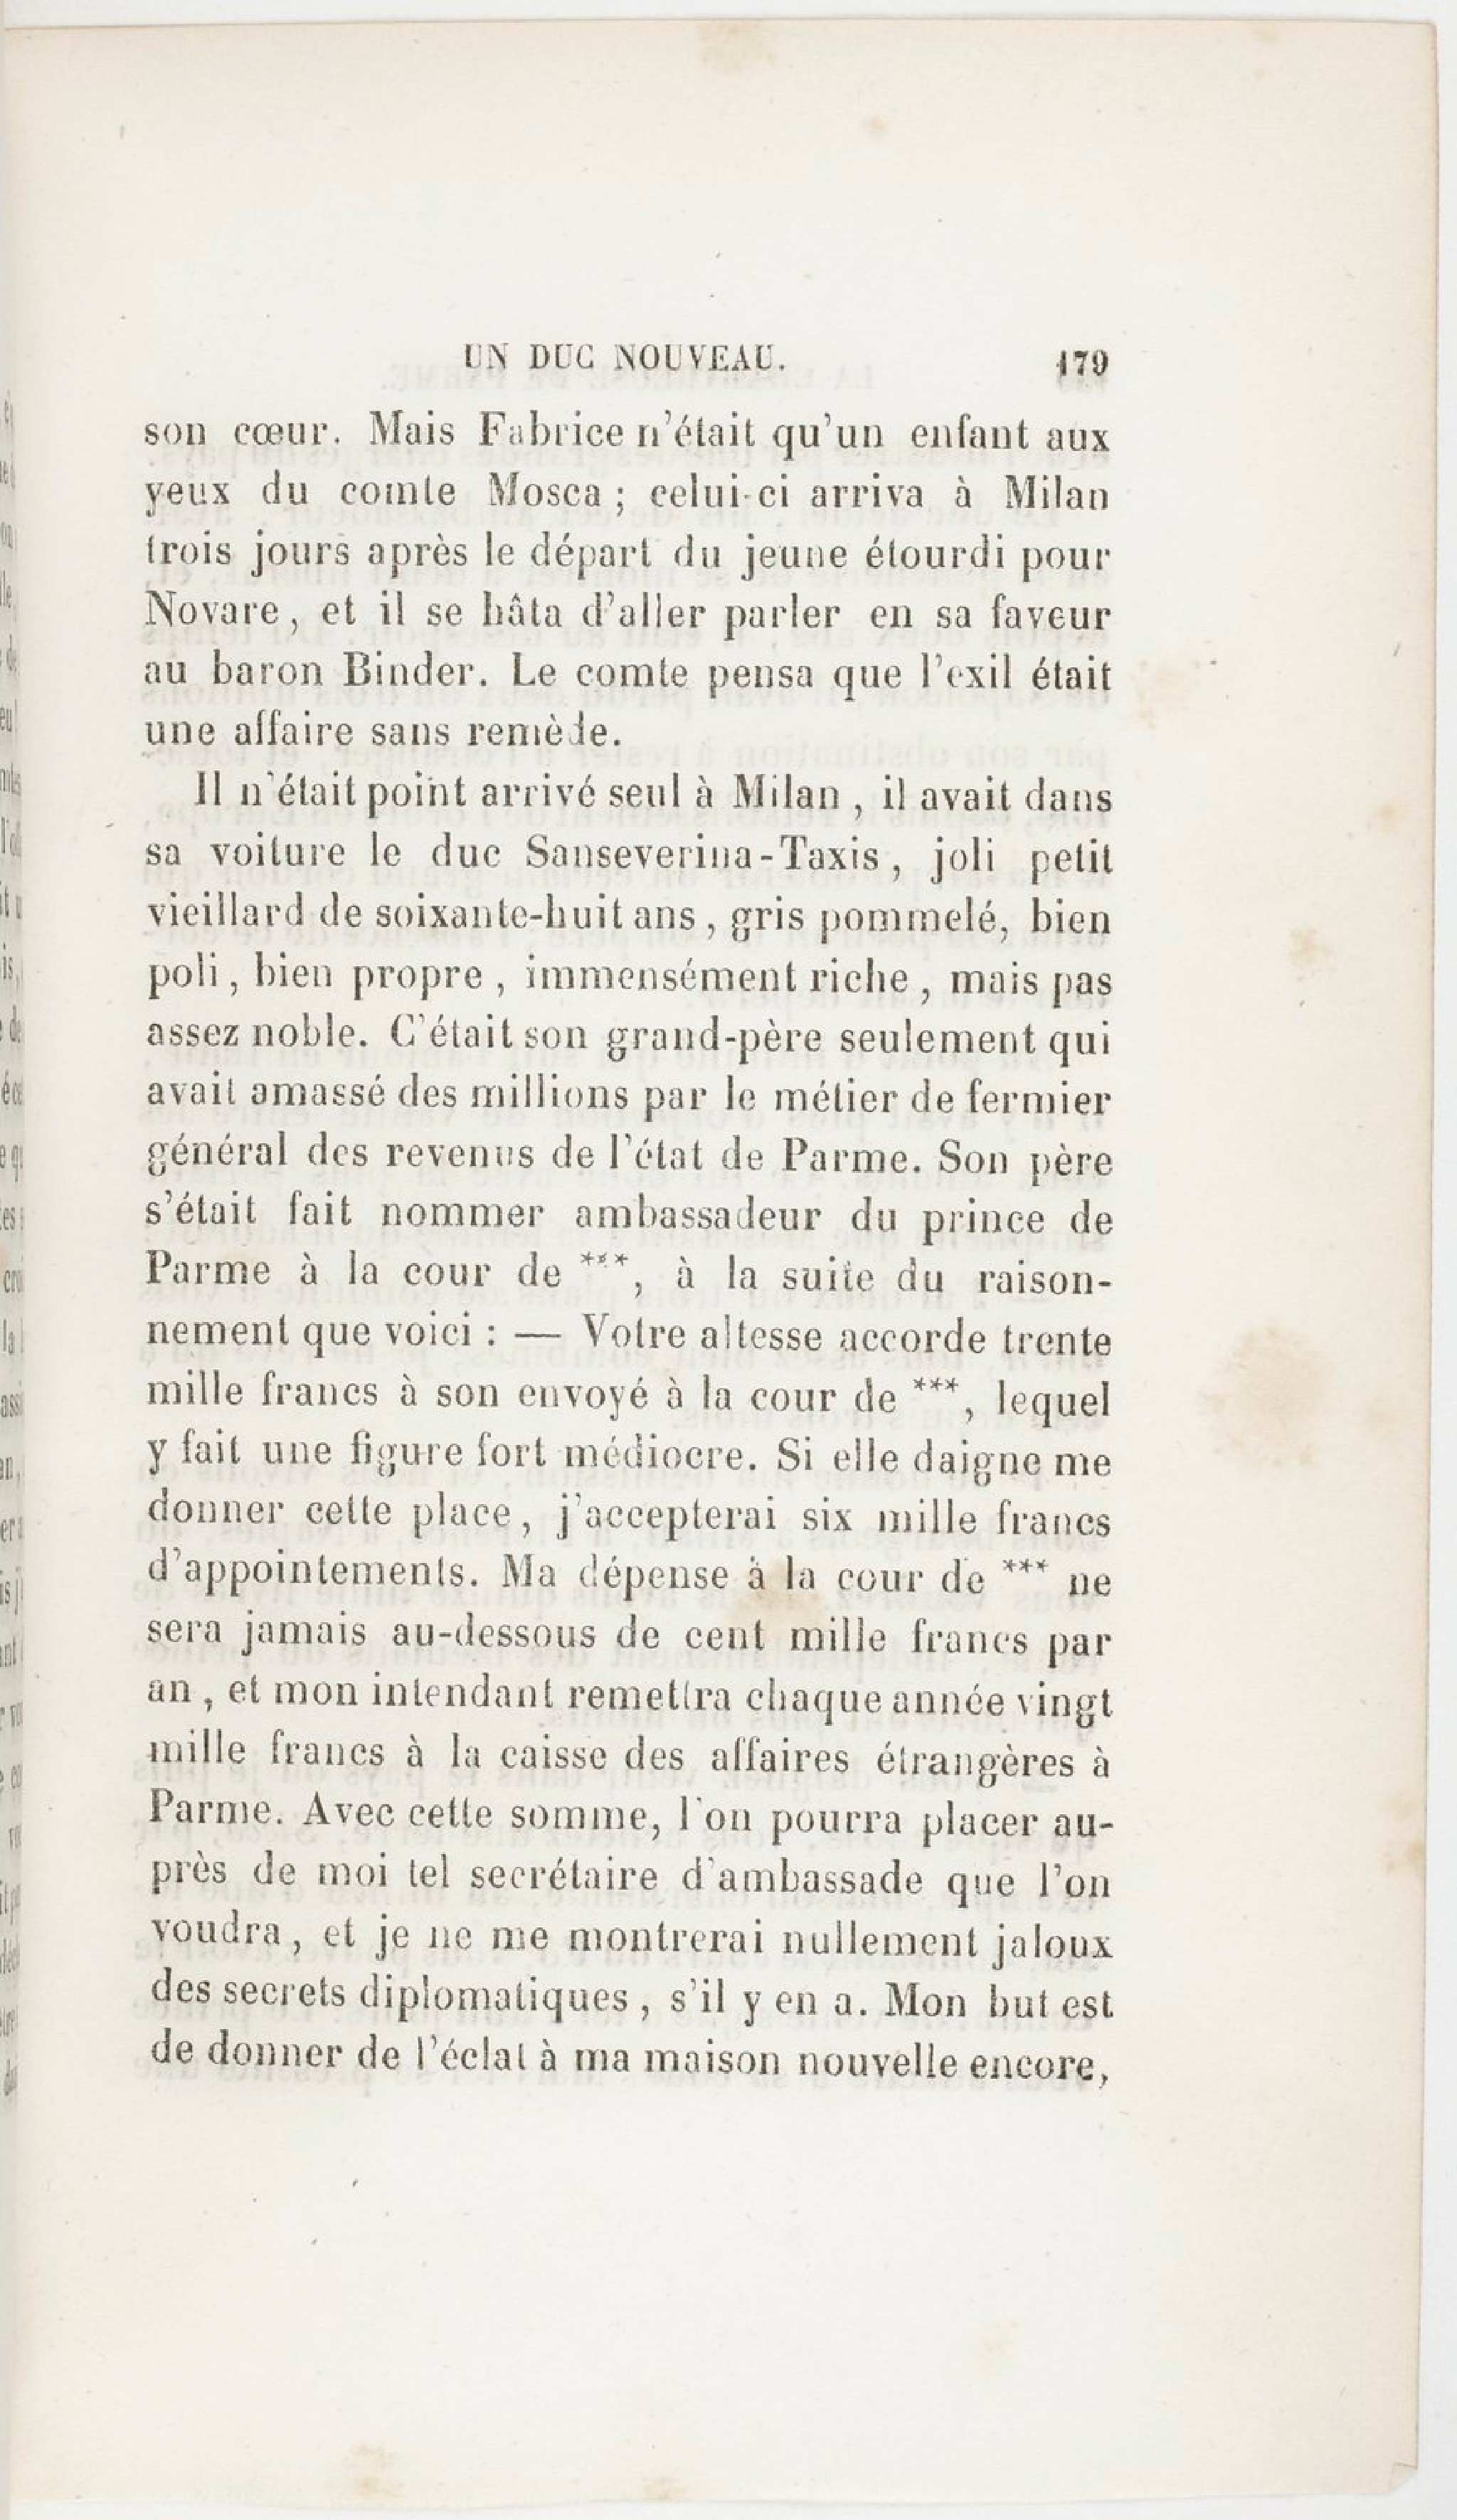 UN DUC NOUVEAU. 179
son cœur. Mais Fabrice n'était qu'un enfant aux
yeux du comte Mosca ; celui-ci arriva à Milan
trois jours après le départ du jeune étourdi pour
Novare, et il se hâta d'aller parler en sa faveur
au baron Binder. Le comte pensa que l'exil était
une affaire sans remède.
Il n'était point arrivé seul à Milan , il avait dans
sa voiture le duc Sanseverina-Taxis, joli petit
vieillard de soixante-huit ans , gris pommelé, bien
poli, bien propre , immensément riche , mais pas
assez noble. C'était son grand-père seulement qui
avait amassé des millions par le métier de fermier
général des revenus de l'état de Parme. Son père
s'était fait nommer ambassadeur du prince de
Parme à la cour de ***, à la suite du raison-
nement que voici : — Votre altesse accorde trente
mille francs à son envoyé à la cour de ***, lequel
y fait une figure fort médiocre. Si elle daigne me
donner cette place, j'accepterai six mille francs
d'appointements. Ma dépense à la cour de *** ne
sera jamais au-dessous de cent mille francs par
an , et mon intendant remettra chaque année vingt
mille francs à la caisse des affaires étrangères à
Parme. Avec cette somme, l'on pourra placer au-
près de moi tel secrétaire d'ambassade que l'on
voudra, et je ne me montrerai nullement jaloux
des secrets diplomatiques , s'il y en a. Mon but est
de donner de l'éclat à ma maison nouvelle encore,